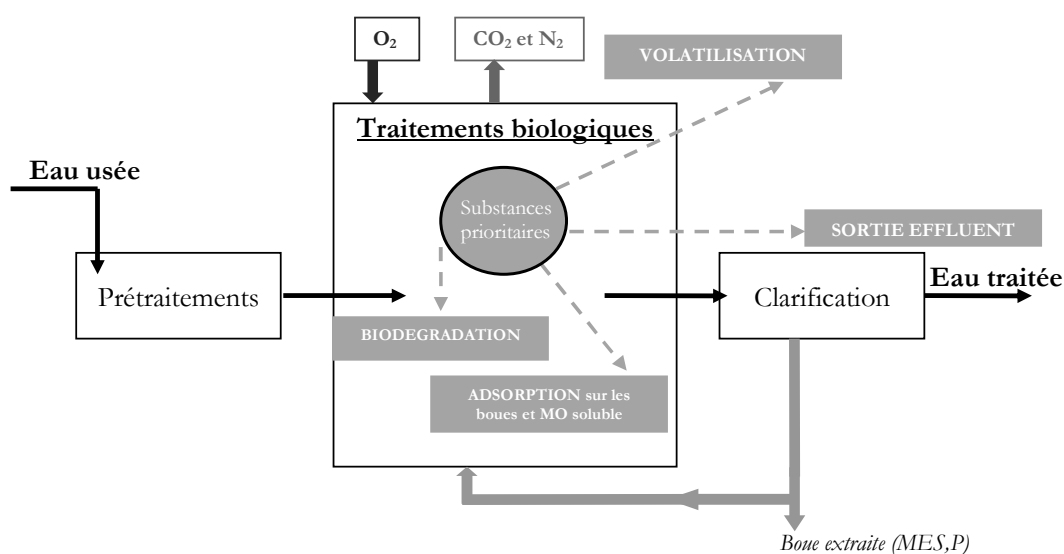 O2
CO2 et N2
VOLATILISATION
Traitements biologiques
Eau usée
Substances
prioritaires
SORTIE EFFLUENT
Eau traitée
Prétraitements
Clarification
BIODEGRADATION
ADSORPTION sur les
boues et MO soluble
Boue extraite (MES,P)